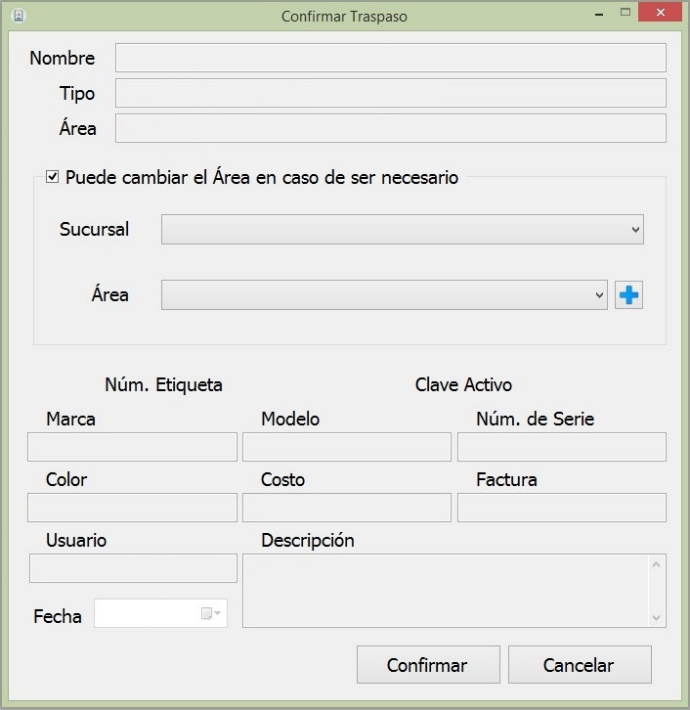 Confirmar Traspaso
Nombre
Tipo
Área
Puede cambiar el Área en caso de ser necesario
Sucursal
Área
Núm. Etiqueta Clave Activo
Marca Modelo Núm. de Serie
Color Costo Factura
Usuario Descripción
Fecha
Confirmar Cancelar